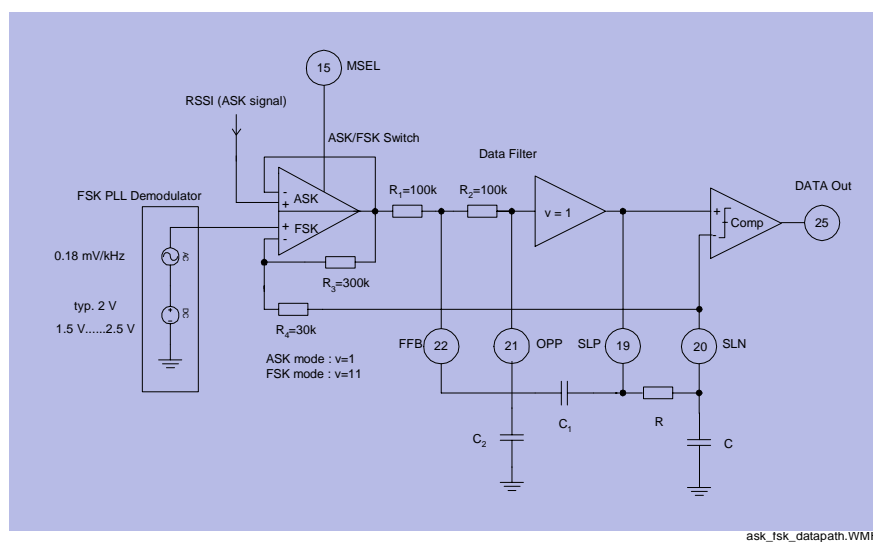 15
MSEL
RSSI (ASK signal)
ASK/FSK Switch
Data Filter
FSK PLL Demodulator
DATA Out
-
ASK
+
+
FSK
-
R1=100k
R2=100k
v = 1
+
Comp
-
25
0.18 mV/kHz
AC
R3=300k
typ. 2 V
+
-
DC
1.5 V......2.5 V
R4=30k
FFB
22
21
OPP
SLP
19
20
SLN
ASK mode : v=1
FSK mode : v=11
C1
R
C2
C